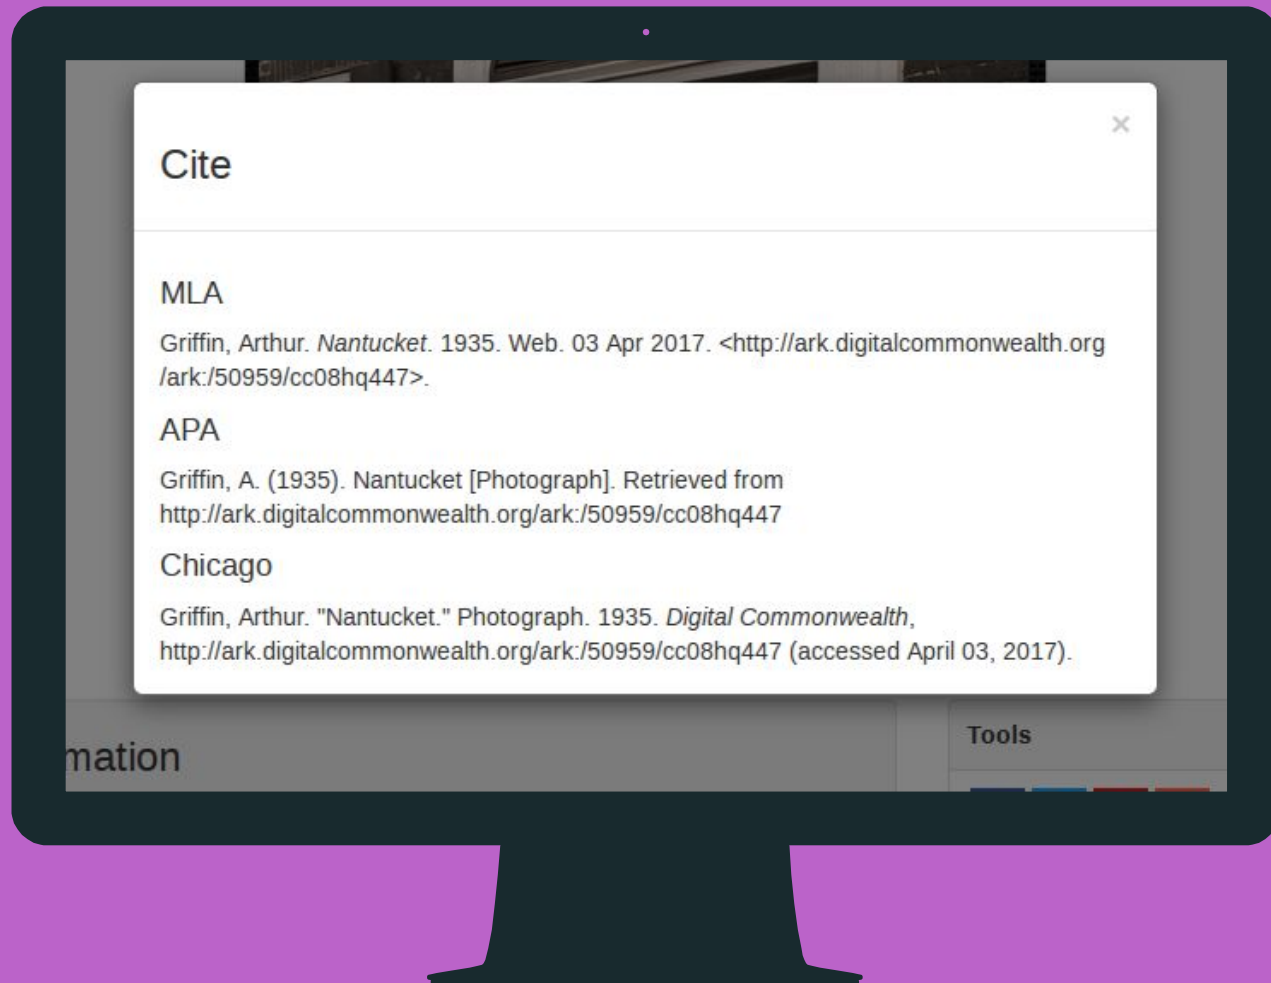 ×
Cite
MLA
Griffin, Arthur. Nantucket. 1935. Web. 03 Apr 2017. <http://ark.digitalcommonwealth.org
/ark:/50959/cc08hq447>.
APA
Griffin, A. (1935). Nantucket [Photograph]. Retrieved from
http://ark.digitalcommonwealth.org/ark:/50959/cc08hq447
Chicago
Griffin, Arthur. "Nantucket." Photograph. 1935. Digital Commonwealth,
http://ark.digitalcommonwealth.org/ark:/50959/cc08hq447 (accessed April 03, 2017).
mation
Tools